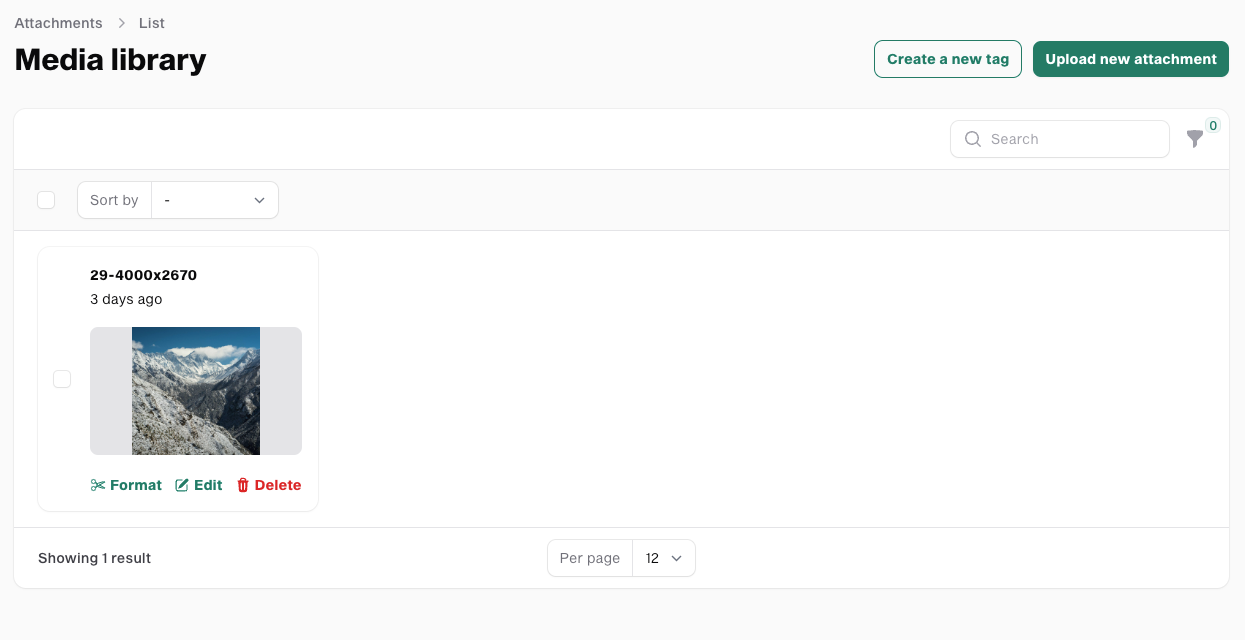 Attachments > List
Media library
Create a new tag
Upload new attachment
Search
0
Sort by
-
29-4000x2670
3 days ago
Format
Edit
Delete
Showing 1 result
Per page
12